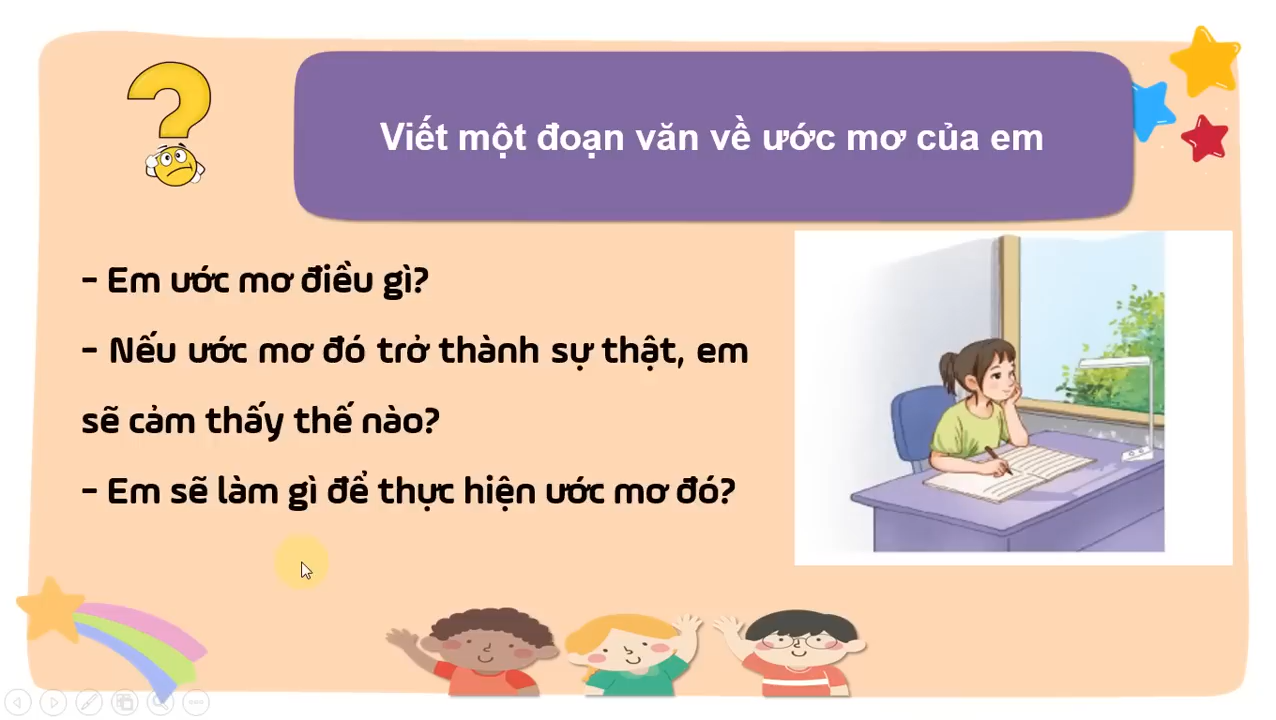 Viết một đoạn văn về ước mơ của em
- Em ước mơ điều gì?
- Nếu ước mơ đó trở thành sự thật, em
sẽ cảm thấy thế nào?
- Em sẽ làm gì để thực hiện ước mơ đó?